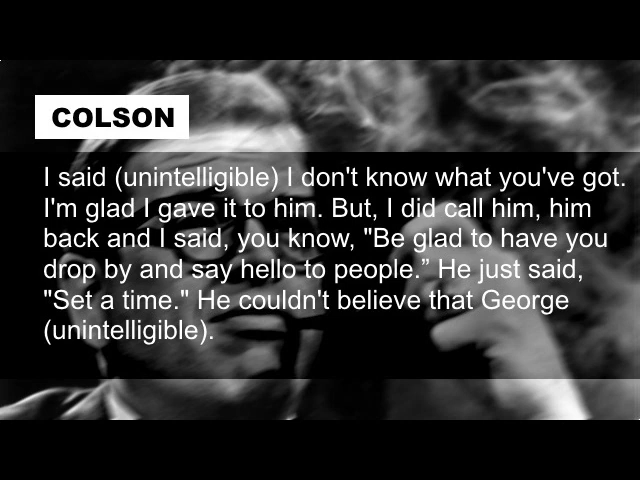 COLSON
I said (unintelligible) I don't know what you've got.
I'm glad I gave it to him. But, I did call him, him
back and I said, you know, "Be glad to have you
drop by and say hello to people.” He just said,
"Set a time." He couldn't believe that George
(unintelligible).